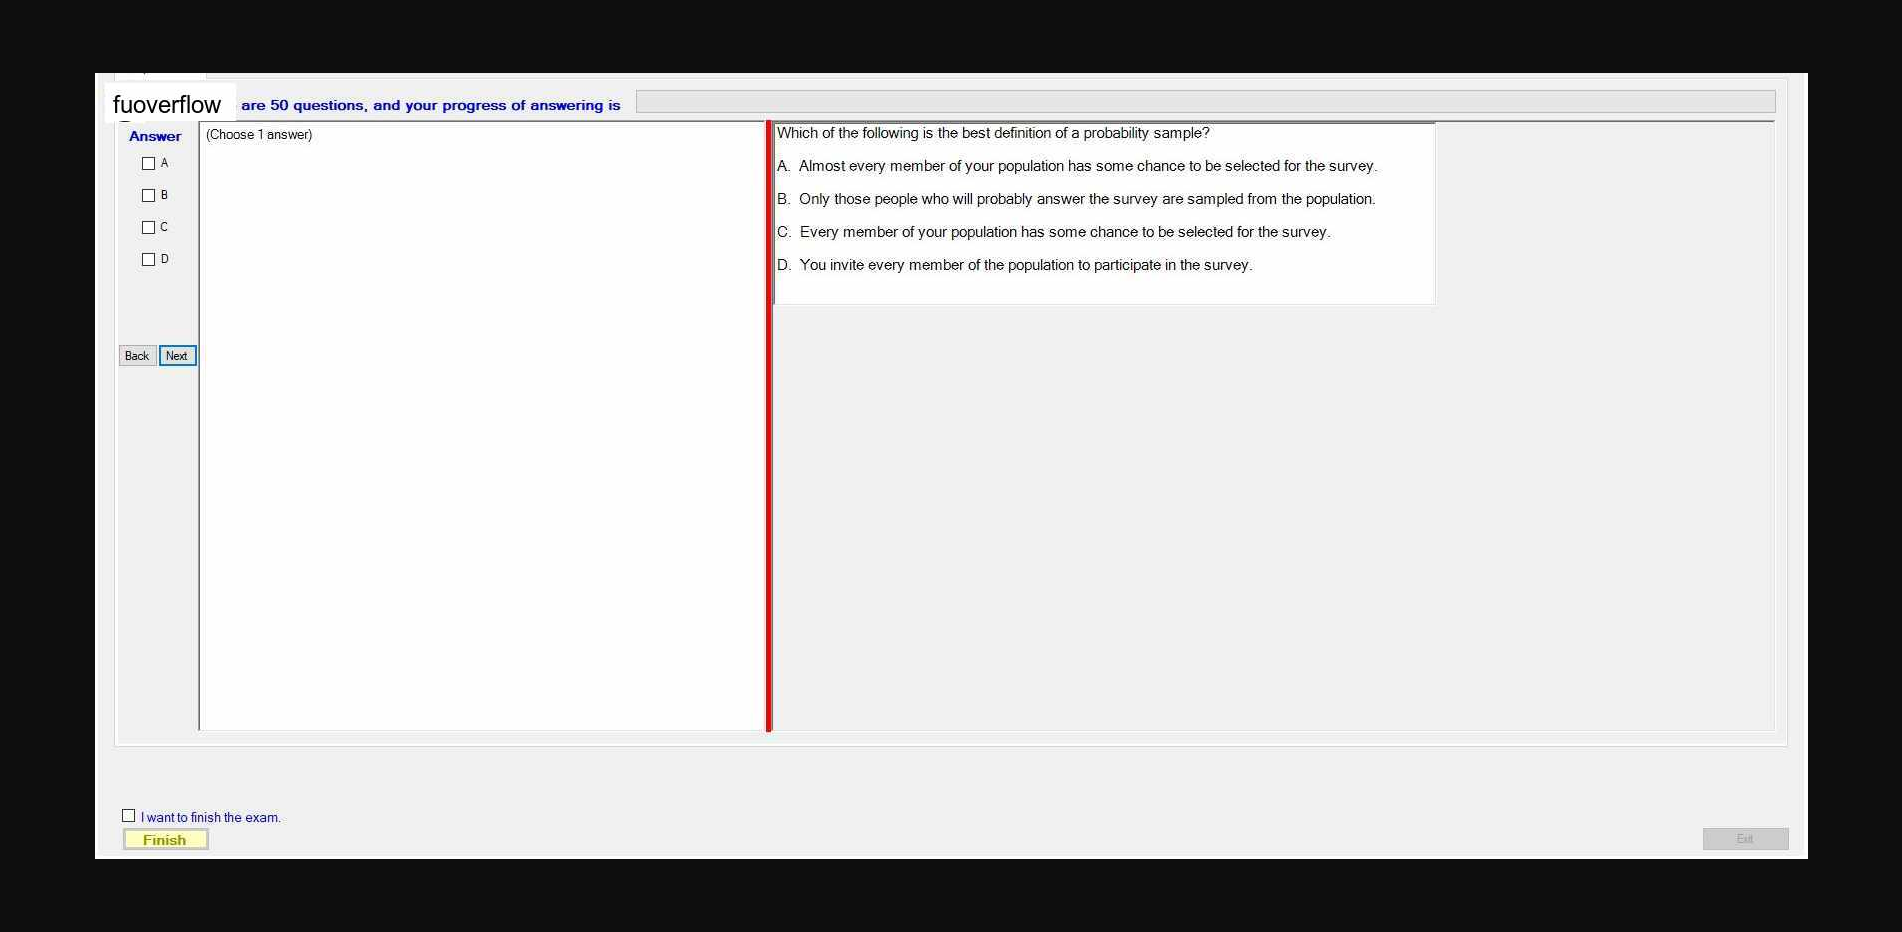 fuoverflow are 50 questions, and your progress of answering is
Answer
(Choose 1 answer)
A
B
C
D
Back Next
Which of the following is the best definition of a probability sample?
A. Almost every member of your population has some chance to be selected for the survey.
B. Only those people who will probably answer the survey are sampled from the population.
C. Every member of your population has some chance to be selected for the survey.
D. You invite every member of the population to participate in the survey.
I want to finish the exam.
Finish
Exit